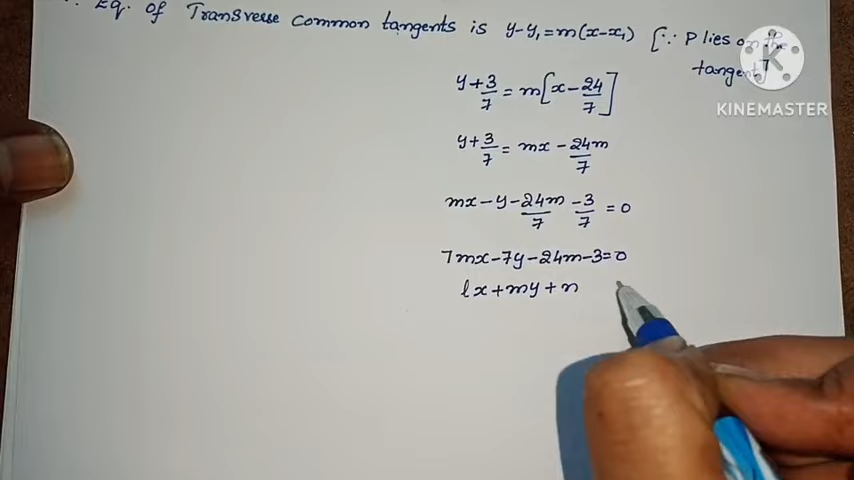 ∴ Eq. of Transverse common tangents is y-y₁=m(x-x₁) [∵ P lies on the tangent]
y+3/7 = m[x-24/7]
y+3/7 = mx - 24m/7
mx-y-24m/7 -3/7 = 0
7mx-7y-24m-3=0
lx+my+n
KINEMASTER